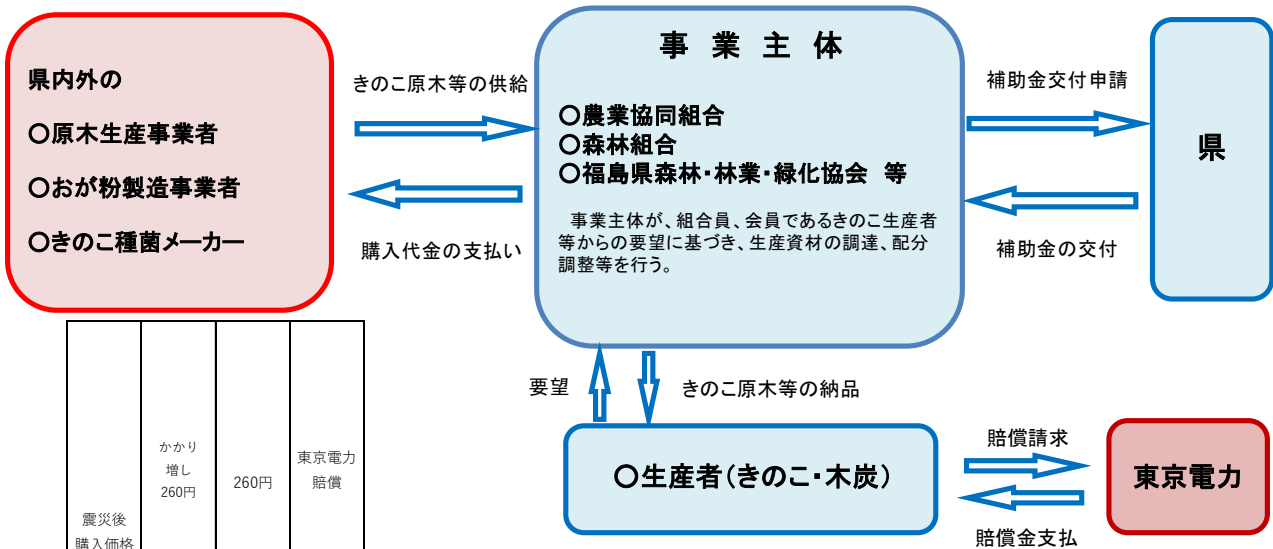 県内外の
○原木生産事業者
○おが粉製造事業者
○きのこ種菌メーカー
きのこ原木等の供給
購入代金の支払い
事 業 主 体
○農業協同組合
○森林組合
○福島県森林・林業・緑化協会 等
事業主体が、組合員、会員であるきのこ生産者
等からの要望に基づき、生産資材の調達、配分
調整等を行う。
補助金交付申請
補助金の交付
県
要望
きのこ原木等の納品
○生産者(きのこ・木炭)
賠償請求
賠償金支払
東京電力
震災後
購入価格
かかり
増し
260円
260円
東京電力
賠償